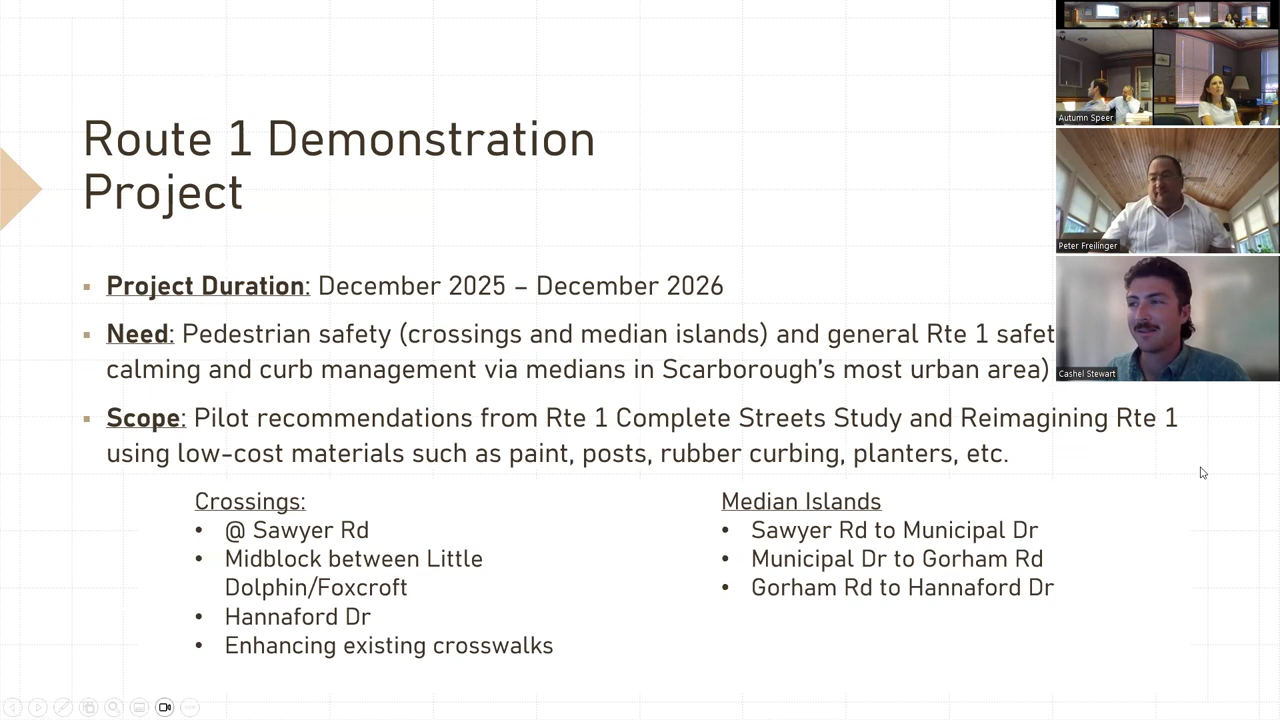 Route 1 Demonstration
Project
Project Duration: December 2025 – December 2026
Need: Pedestrian safety (crossings and median islands) and general Rte 1 safet
calming and curb management via medians in Scarborough's most urban area)
Scope: Pilot recommendations from Rte 1 Complete Streets Study and Reimagining Rte 1
using low-cost materials such as paint, posts, rubber curbing, planters, etc.
Crossings:
• @ Sawyer Rd
• Midblock between Little
Dolphin/Foxcroft
• Hannaford Dr
• Enhancing existing crosswalks
Median Islands
• Sawyer Rd to Municipal Dr
• Municipal Dr to Gorham Rd
• Gorham Rd to Hannaford Dr
Autumn Speer
Peter Freilinger
Cashel Stewart